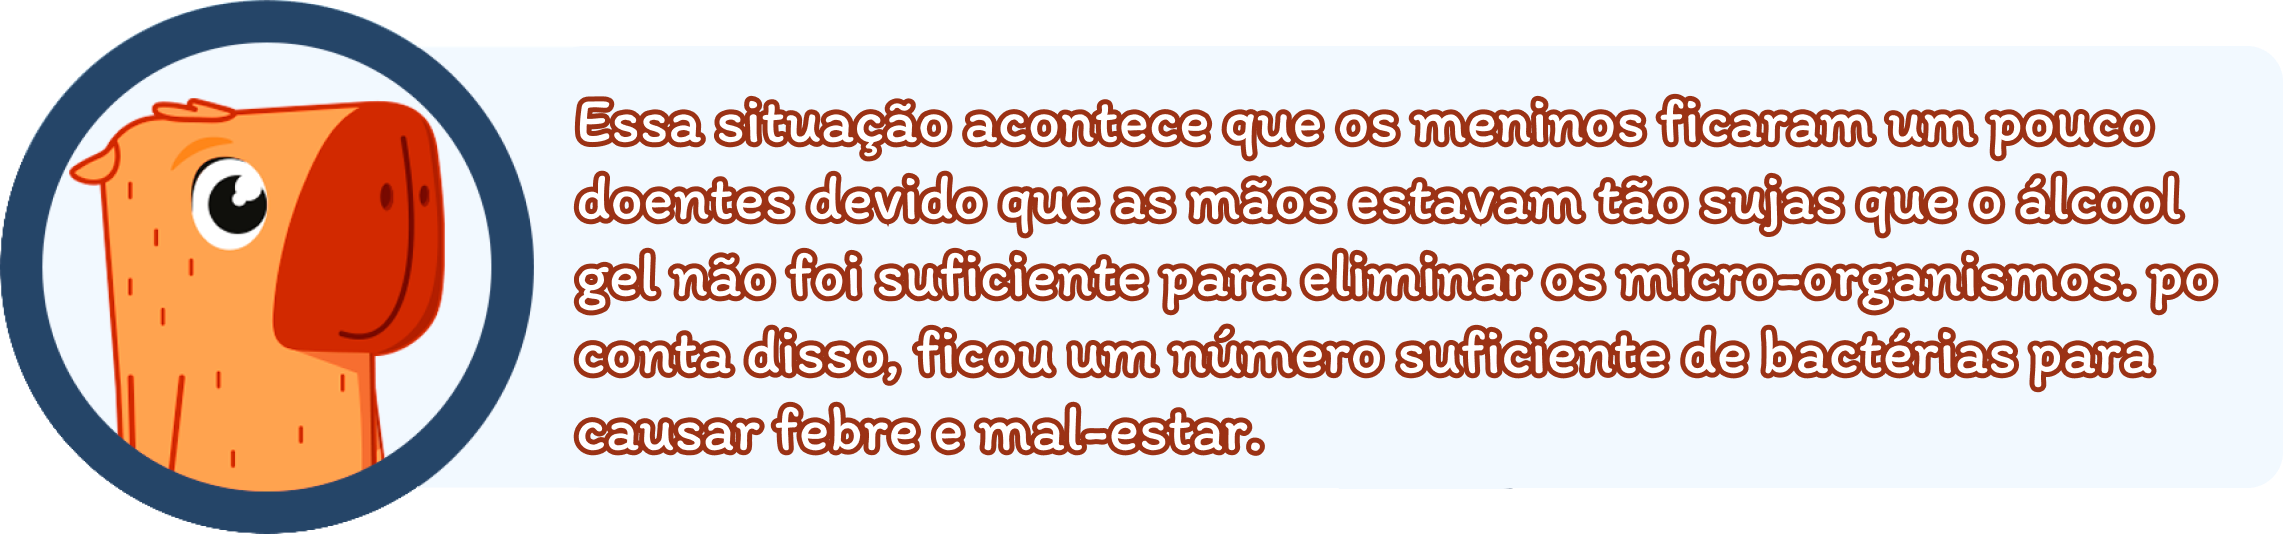 Essa situação acontece que os meninos ficaram um pouco
doentes devido que as mãos estavam tão sujas que o álcool
gel não foi suficiente para eliminar os micro-organismos. po
conta disso, ficou um número suficiente de bactérias para
causar febre e mal-estar.